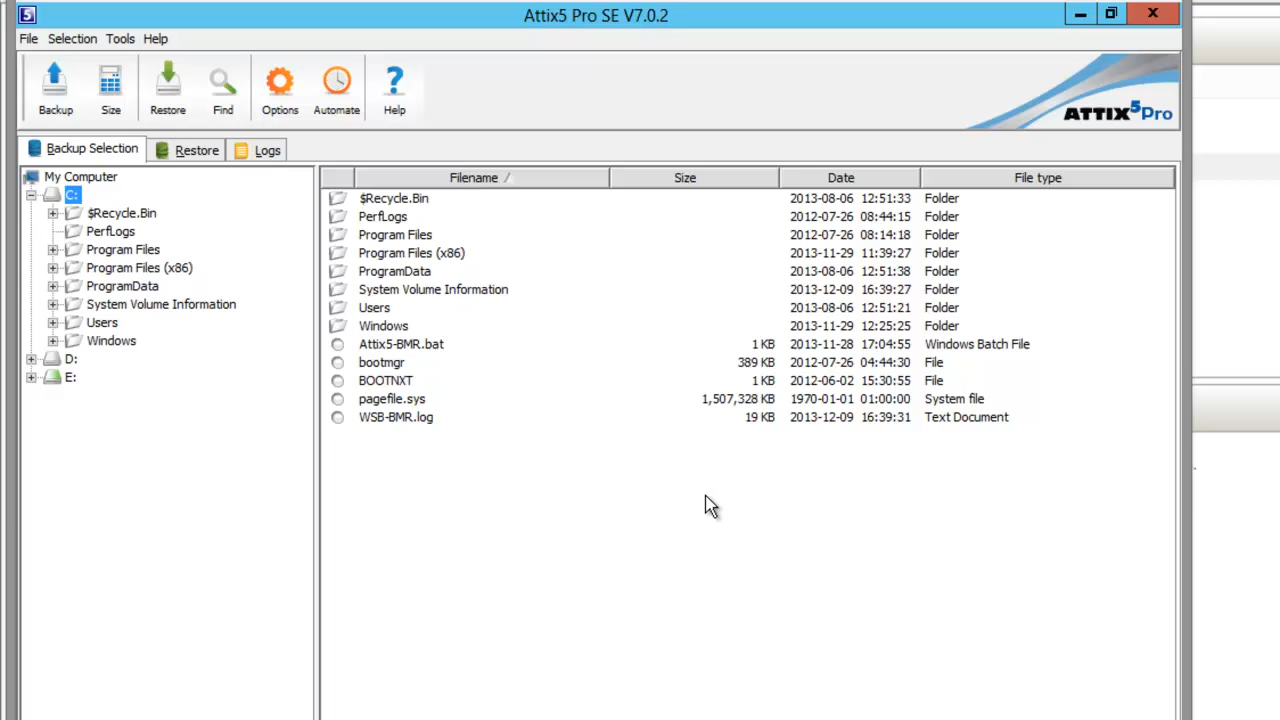 Attix5 Pro SE V7.0.2
File Selection Tools Help
Backup Size Restore Find Options Automate Help
ATTIX5Pro
Backup Selection Restore Logs
My Computer
C:
$Recycle.Bin
PerfLogs
Program Files
Program Files (x86)
ProgramData
System Volume Information
Users
Windows
D:
E:
Filename / Size Date File type
$Recycle.Bin 2013-08-06 12:51:33 Folder
PerfLogs 2012-07-26 08:44:15 Folder
Program Files 2012-07-26 08:14:18 Folder
Program Files (x86) 2013-11-29 11:39:27 Folder
ProgramData 2013-08-06 12:51:38 Folder
System Volume Information 2013-12-09 16:39:27 Folder
Users 2013-08-06 12:51:21 Folder
Windows 2013-11-29 12:25:25 Folder
Attix5-BMR.bat 1 KB 2013-11-28 17:04:55 Windows Batch File
bootmgr 389 KB 2012-07-26 04:44:30 File
BOOTNXT 1 KB 2012-06-02 15:30:55 File
pagefile.sys 1,507,328 KB 1970-01-01 01:00:00 System file
WSB-BMR.log 19 KB 2013-12-09 16:39:31 Text Document